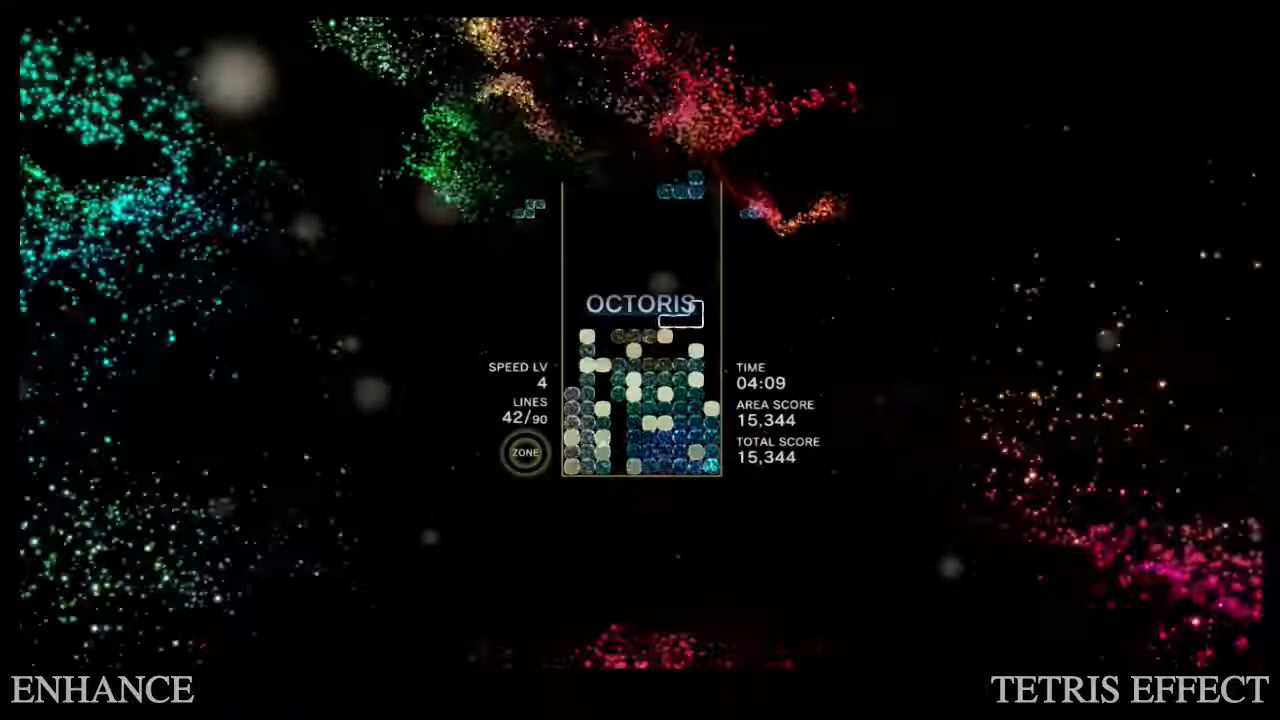 OCTORIS
SPEED LV
4
LINES
42/90
ZONE
TIME
04:09
AREA SCORE
15,344
TOTAL SCORE
15,344
ENHANCE
TETRIS EFFECT